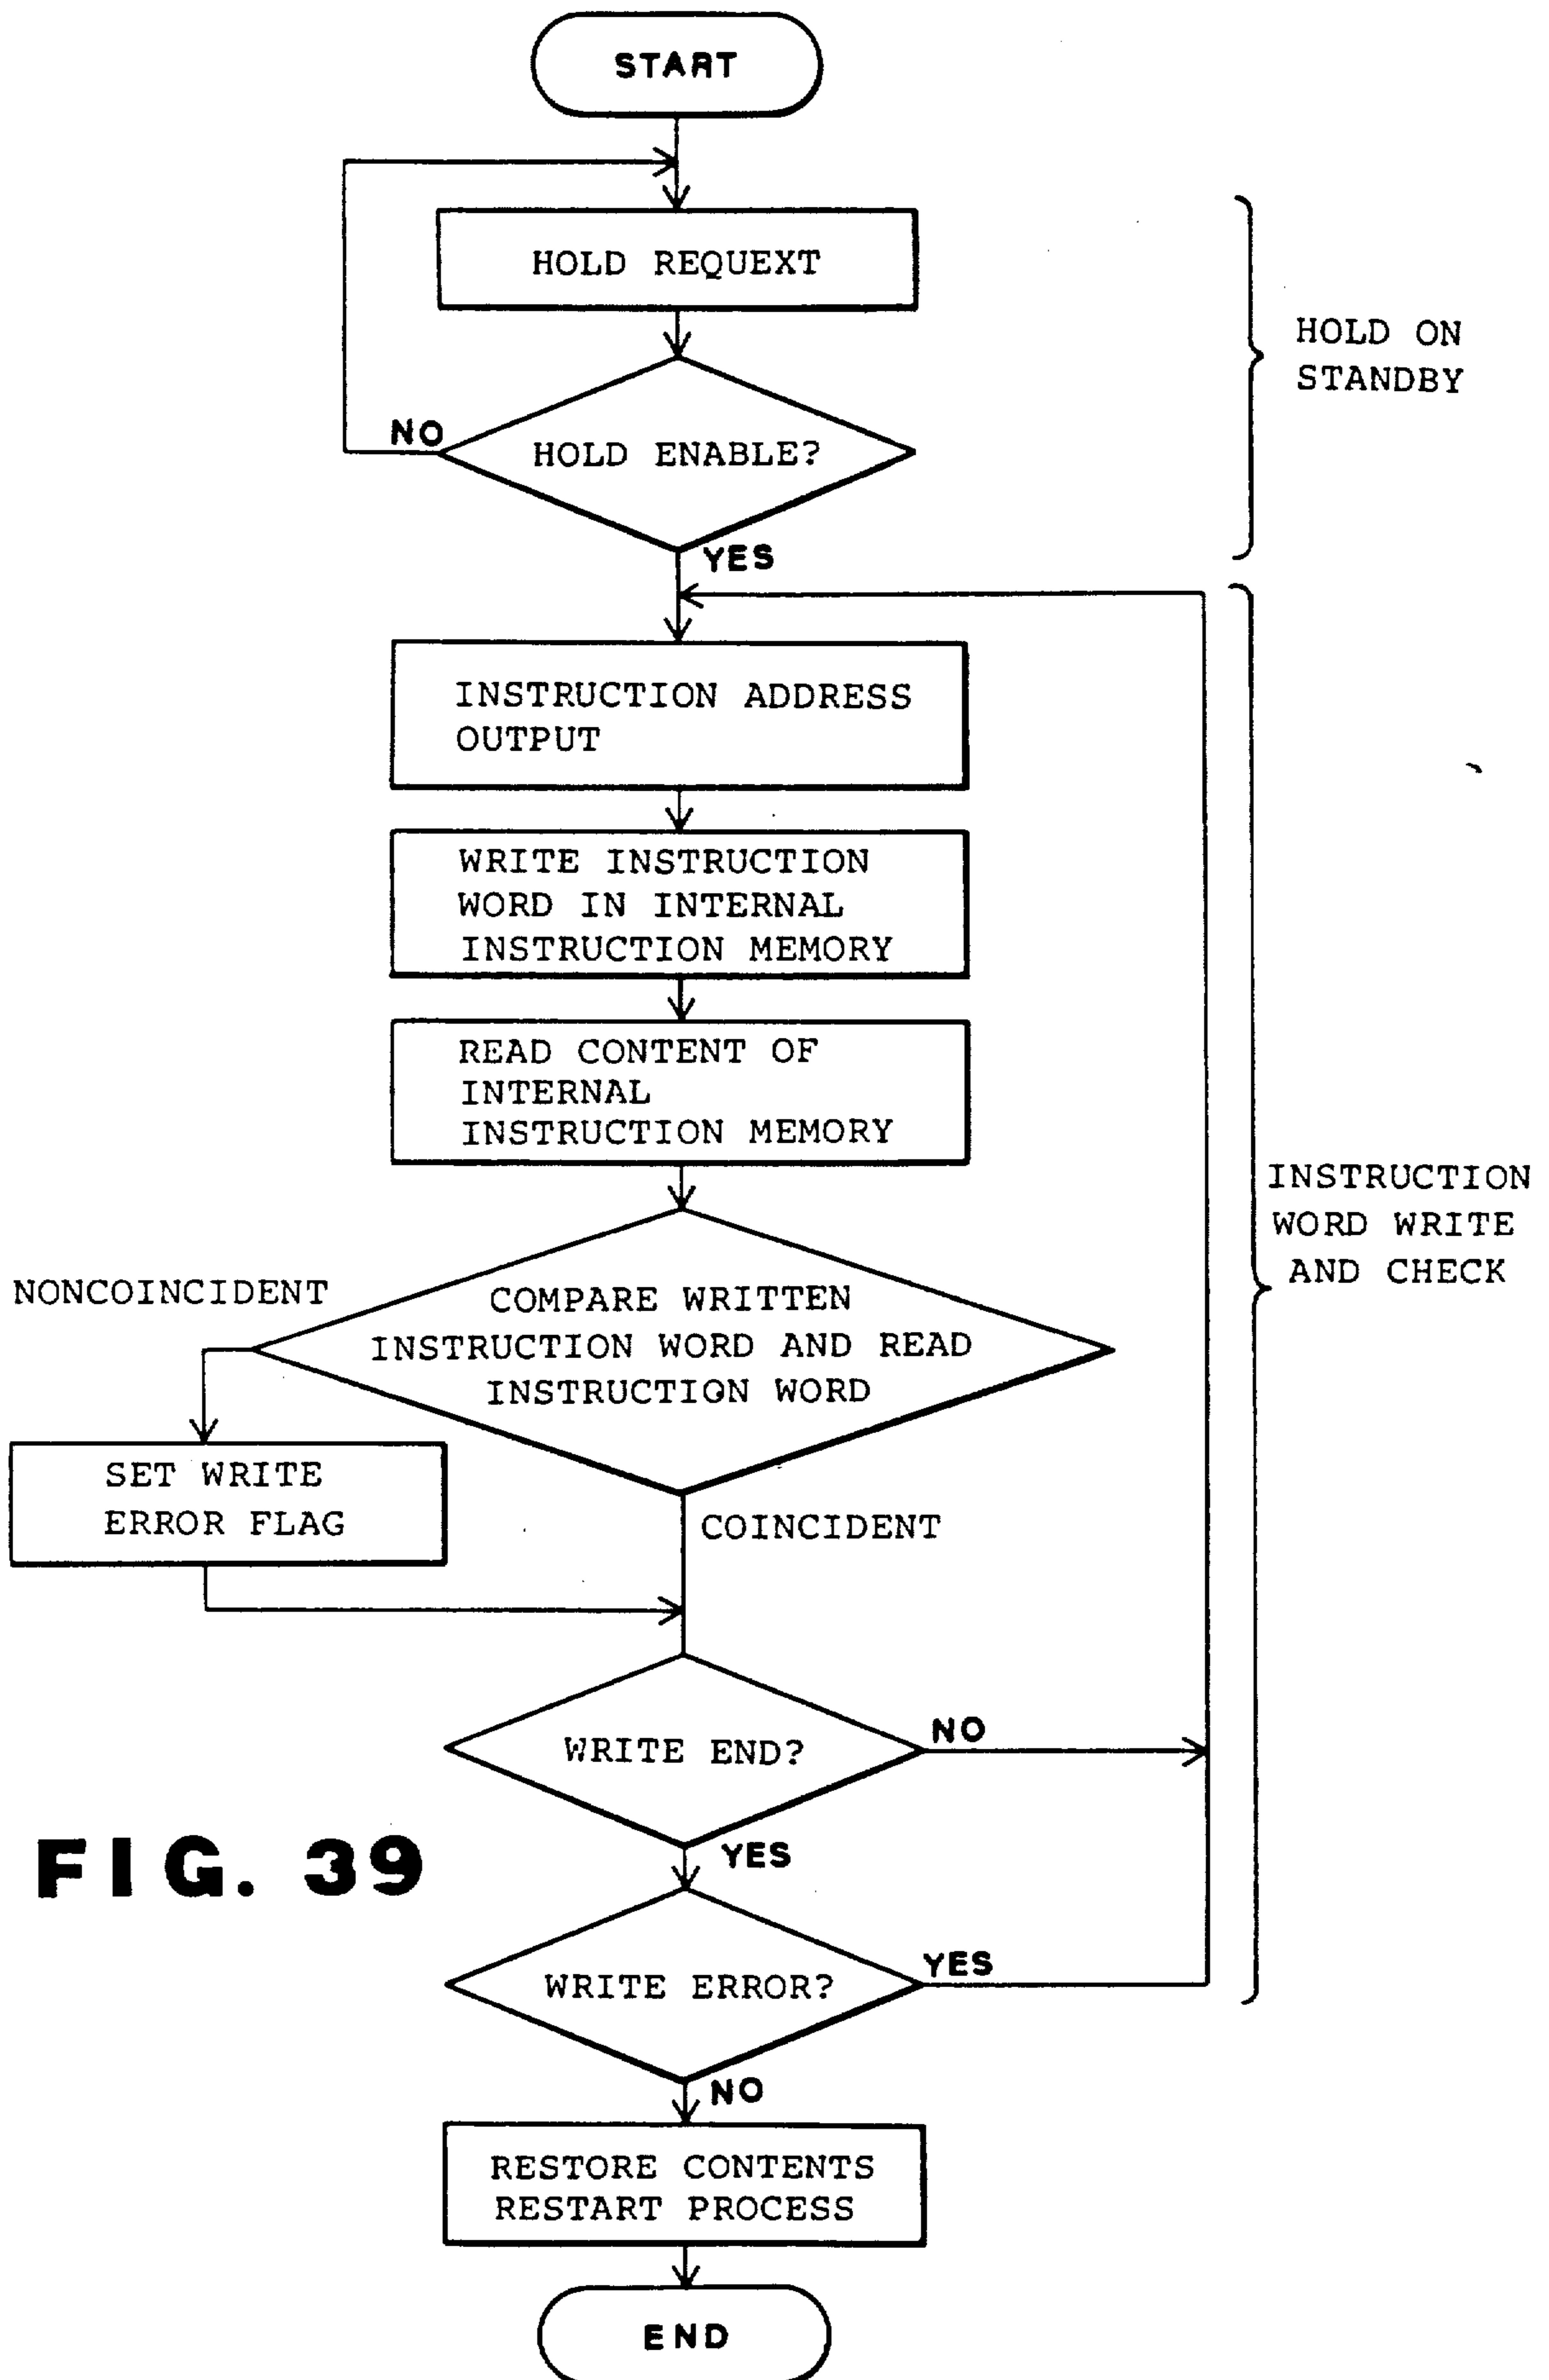 START
HOLD REQUEXT
HOLD ON
STANDBY
NO
HOLD ENABLE?
YES
INSTRUCTION ADDRESS
OUTPUT
WRITE INSTRUCTION
WORD IN INTERNAL
INSTRUCTION MEMORY
READ CONTENT OF
INTERNAL
INSTRUCTION MEMORY
INSTRUCTION
WORD WRITE
AND CHECK
NONCOINCIDENT
COMPARE WRITTEN
INSTRUCTION WORD AND READ
INSTRUCTION WORD
SET WRITE
ERROR FLAG
COINCIDENT
WRITE END?
NO
YES
FIG. 39
WRITE ERROR?
YES
NO
RESTORE CONTENTS
RESTART PROCESS
END